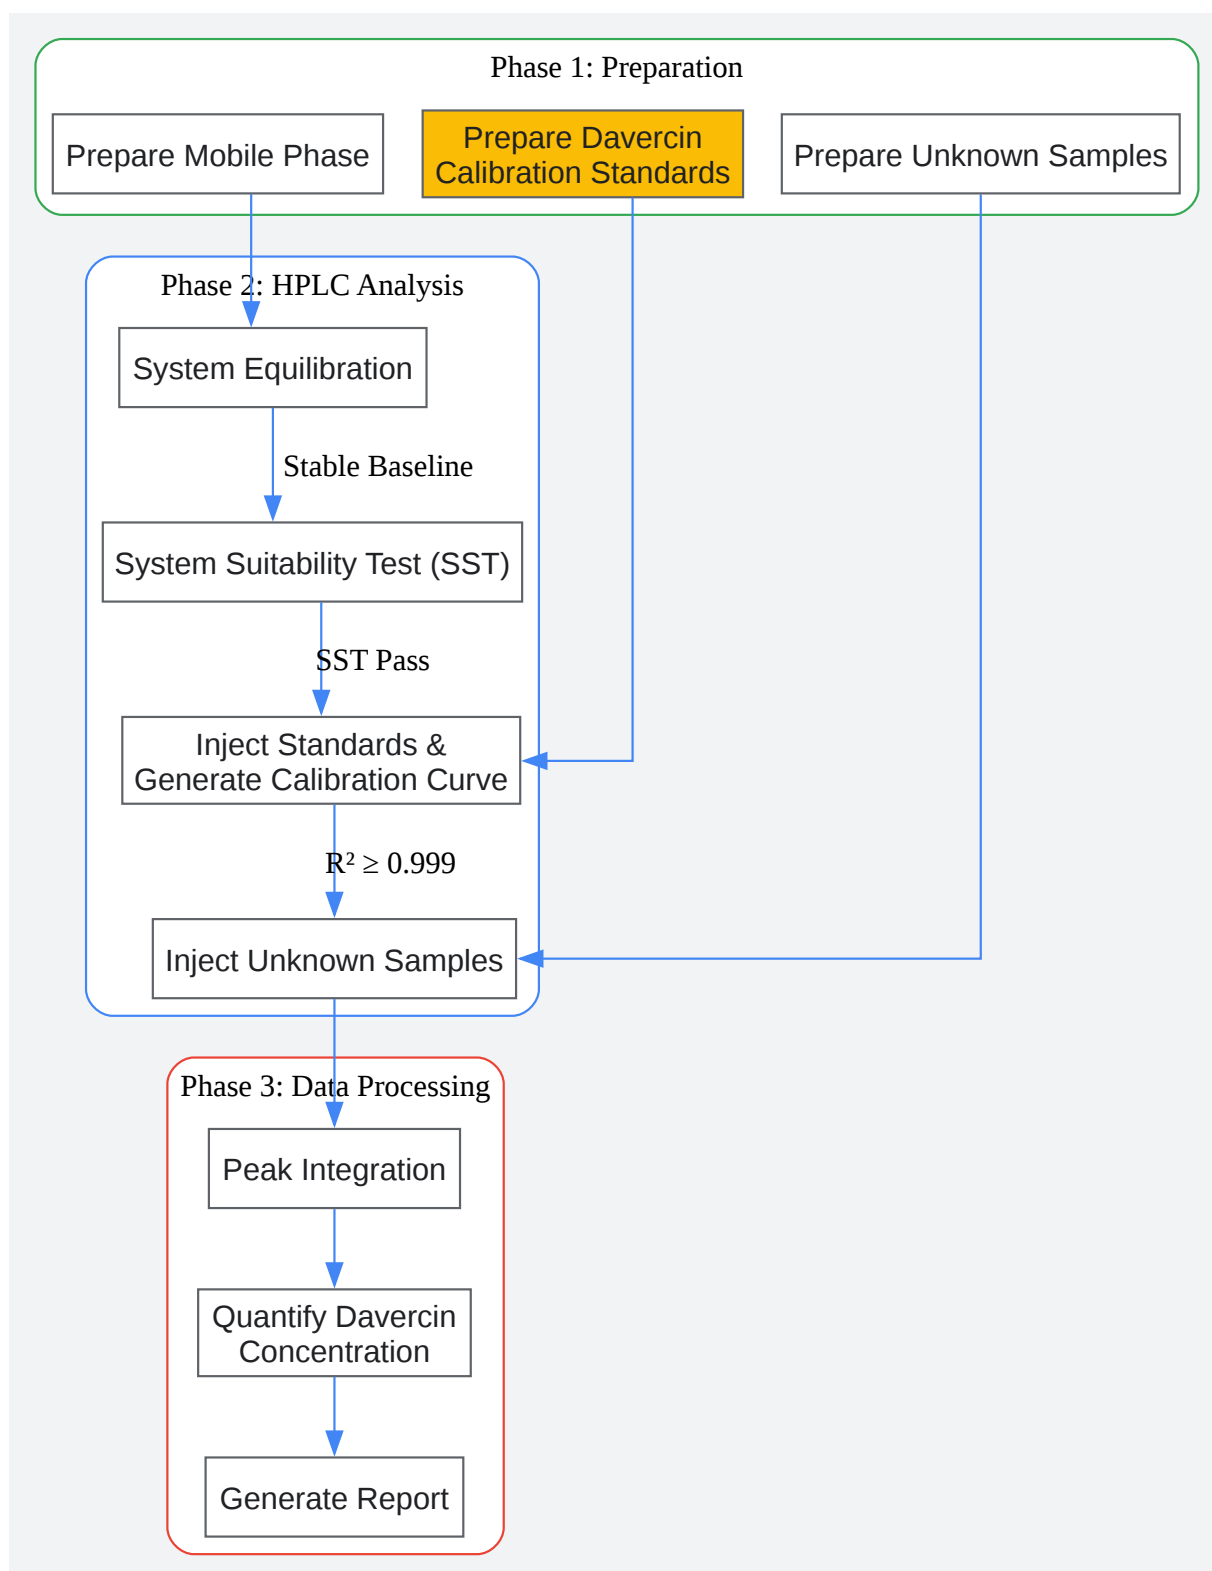 Phase 1: Preparation
Prepare Mobile Phase
Prepare Davercin
Calibration Standards
Prepare Unknown Samples
Phase 2: HPLC Analysis
System Equilibration
Stable Baseline
System Suitability Test (SST)
SST Pass
Inject Standards &
Generate Calibration Curve
R² ≥ 0.999
Inject Unknown Samples
Phase 3: Data Processing
Peak Integration
Quantify Davercin
Concentration
Generate Report